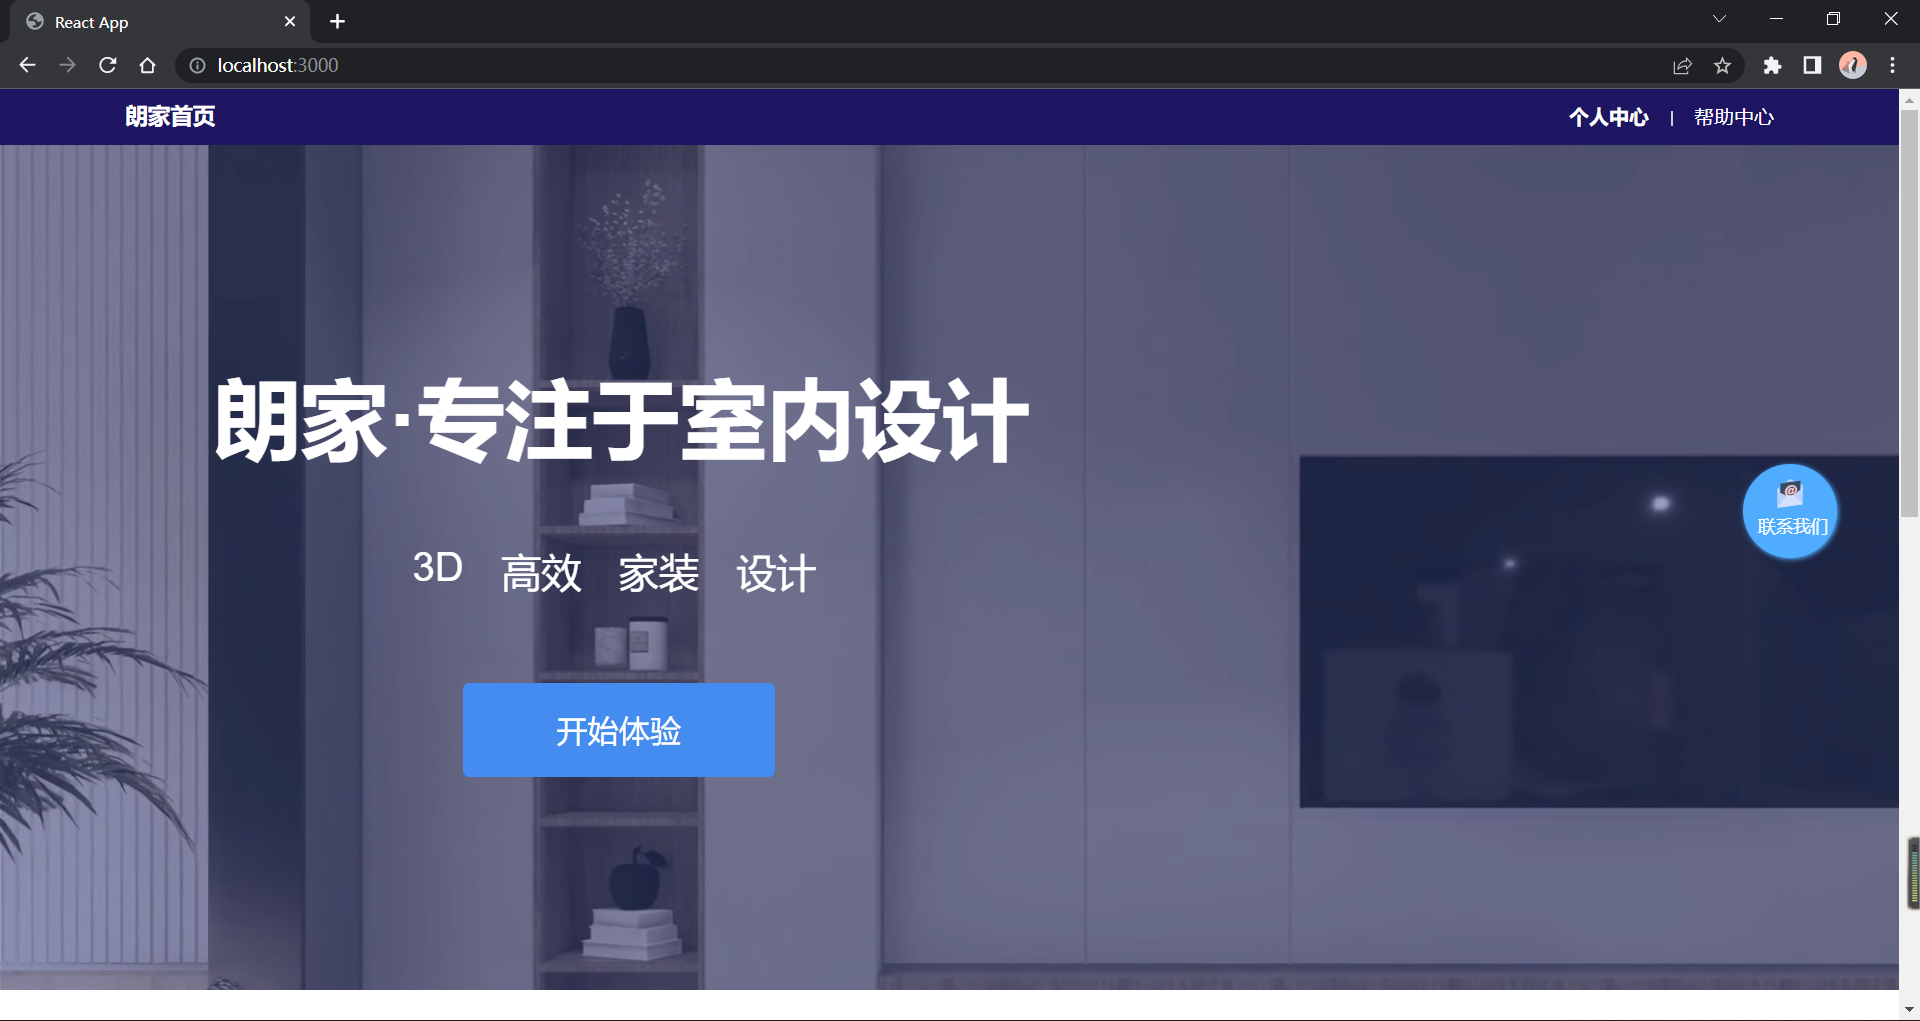 React App
localhost:3000
朗家首页
个人中心 | 帮助中心
朗家·专注于室内设计
@
联系我们
3D 高效 家装 设计
开始体验